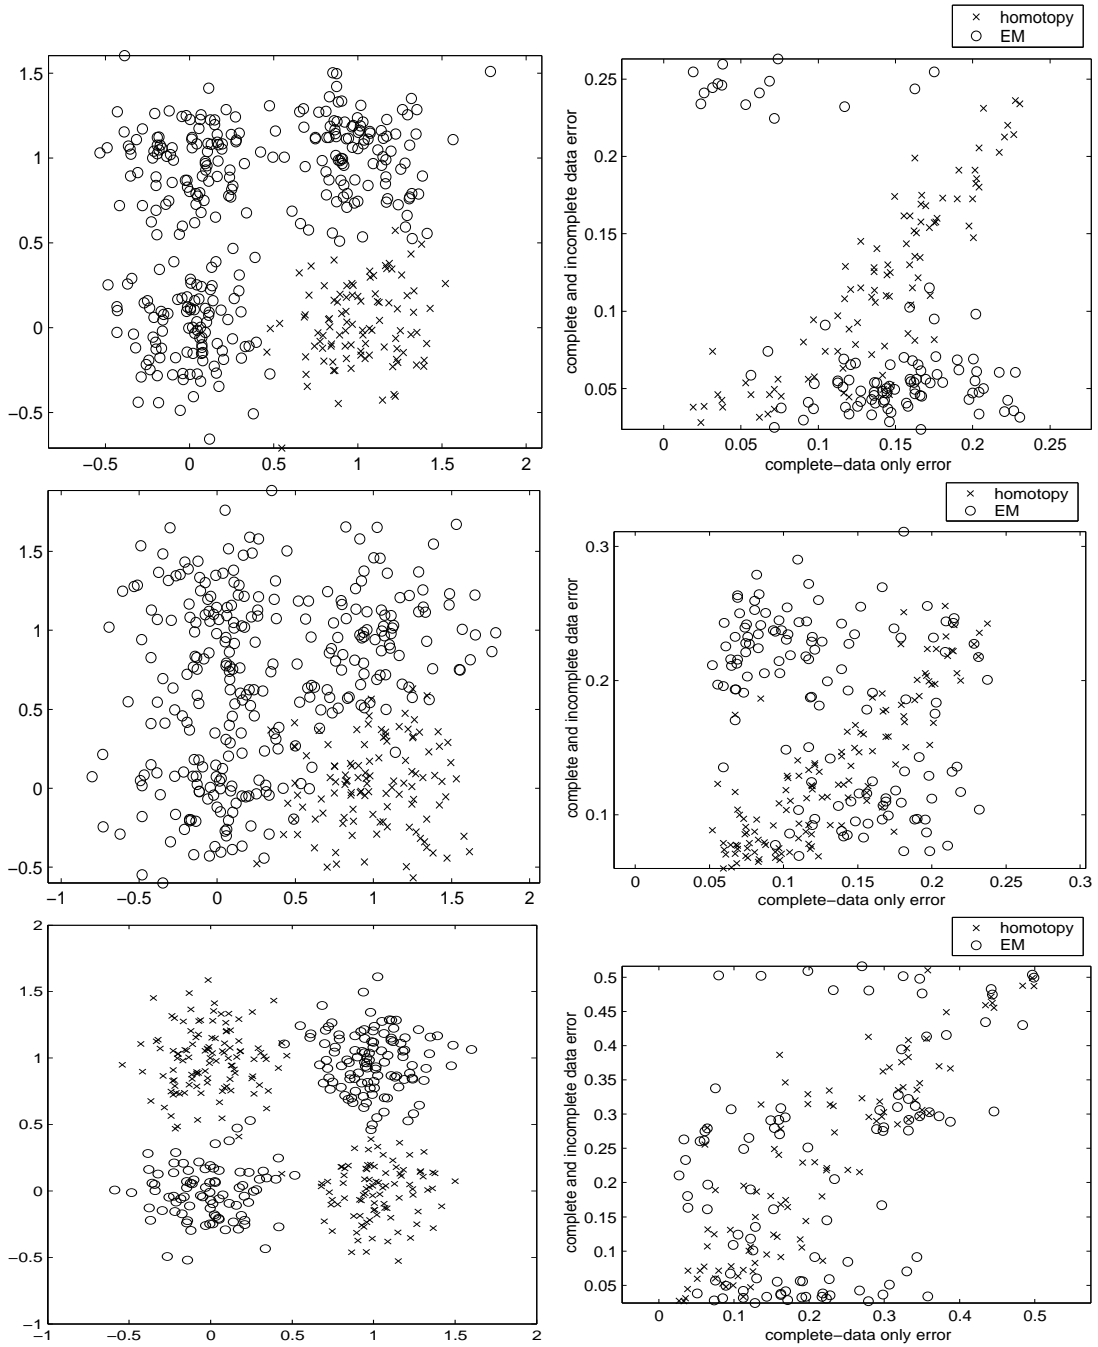 homotopy
EM
1.5
1
0.5
0
−0.5
−0.5 0 0.5 1 1.5 2
complete and incomplete data error
0.25
0.2
0.15
0.1
0.05
0 0.05 0.1 0.15 0.2 0.25
complete−data only error
1.5
1
0.5
0
−0.5
−1 −0.5 0 0.5 1 1.5 2
homotopy
EM
complete and incomplete data error
0.3
0.2
0.1
0 0.05 0.1 0.15 0.2 0.25 0.3
complete−data only error
2
1.5
1
0.5
0
−0.5
−1
−1 −0.5 0 0.5 1 1.5 2
homotopy
EM
complete and incomplete data error
0.5
0.45
0.4
0.35
0.3
0.25
0.2
0.15
0.1
0.05
0 0.1 0.2 0.3 0.4 0.5
complete−data only error